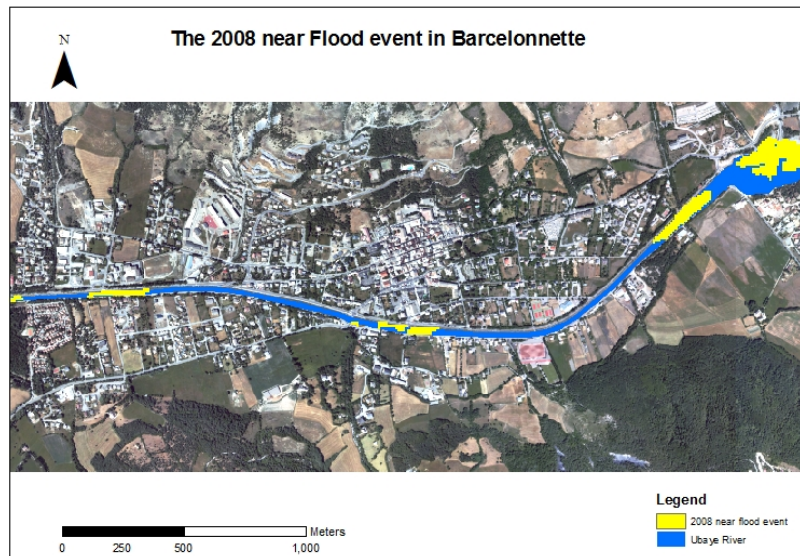 The 2008 near Flood event in Barcelonnette
N
Legend
2008 near flood event
Ubaye River
Meters
0 250 500 1,000